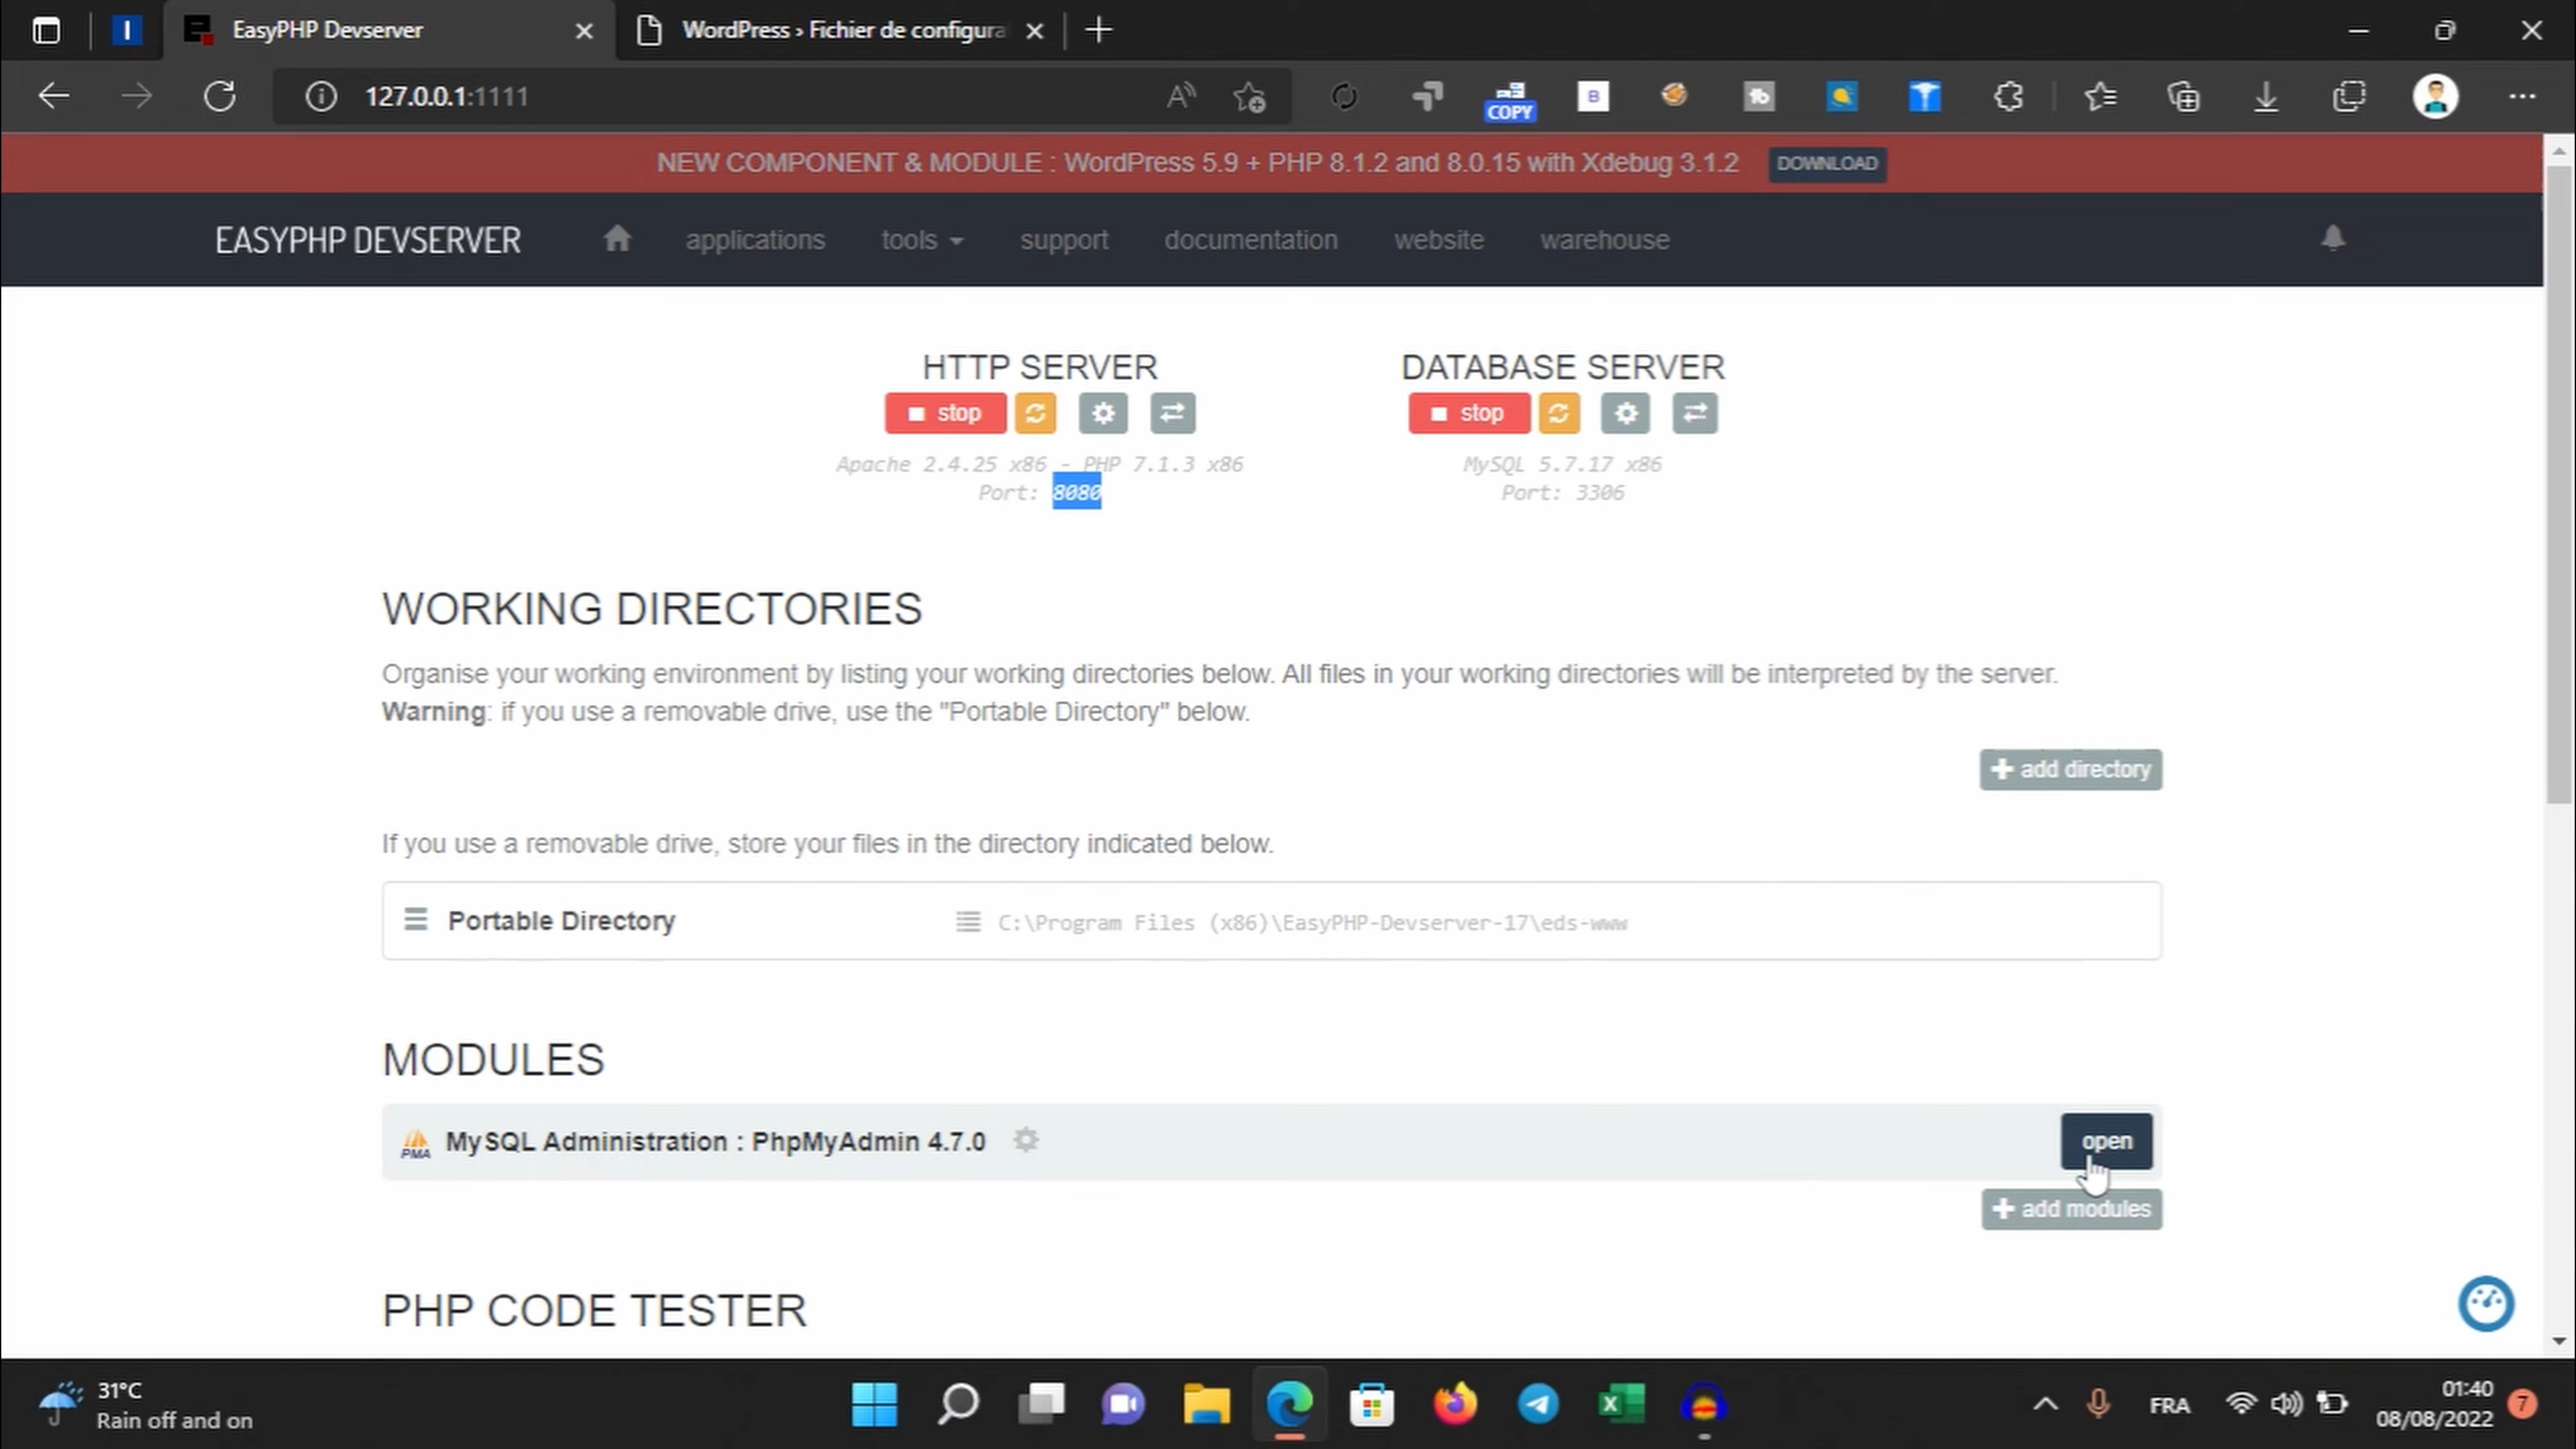 EasyPHP Devserver
WordPress › Fichier de configura
127.0.0.1:1111
COPY
B
NEW COMPONENT & MODULE : WordPress 5.9 + PHP 8.1.2 and 8.0.15 with Xdebug 3.1.2 DOWNLOAD
EASYPHP DEVSERVER applications tools support documentation website warehouse
HTTP SERVER
stop
Apache 2.4.25 x86 - PHP 7.1.3 x86
Port: 8080
DATABASE SERVER
stop
MySQL 5.7.17 x86
Port: 3306
WORKING DIRECTORIES
Organise your working environment by listing your working directories below. All files in your working directories will be interpreted by the server.
Warning: if you use a removable drive, use the "Portable Directory" below.
add directory
If you use a removable drive, store your files in the directory indicated below.
Portable Directory C:\Program Files (x86)\EasyPHP-Devserver-17\eds-www
MODULES
PMA MySQL Administration : PhpMyAdmin 4.7.0 open
add modules
PHP CODE TESTER
31°C
Rain off and on
FRA
01:40
08/08/2022
7